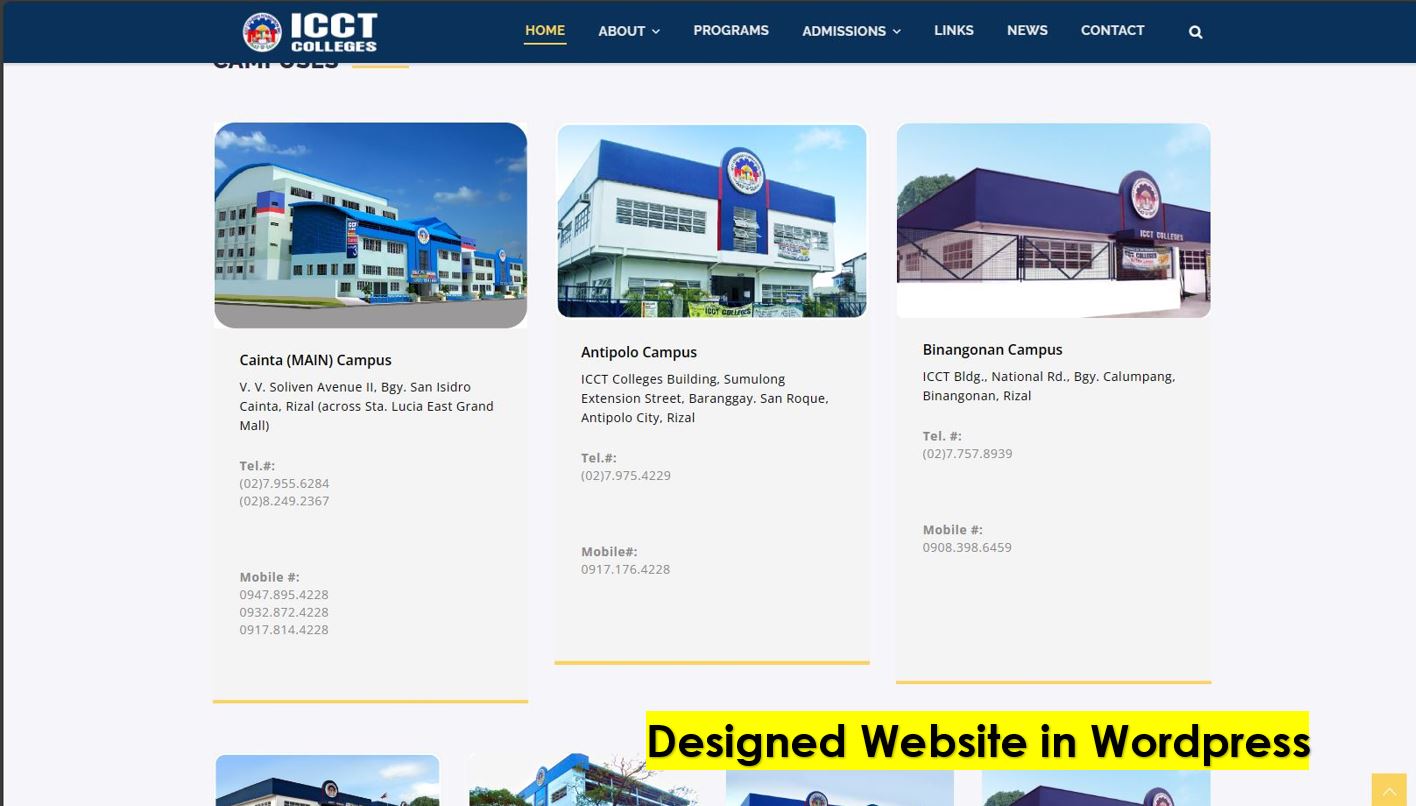 ICCT
COLLEGES
HOME
ABOUT
PROGRAMS
ADMISSIONS
LINKS
NEWS
CONTACT
CAMPUSES
ICCT COLLEGES
ICCT COLLEGES
Cainta (MAIN) Campus
V. V. Soliven Avenue II, Bgy. San Isidro
Cainta, Rizal (across Sta. Lucia East Grand
Mall)
Tel.#:
(02)7.955.6284
(02)8.249.2367
Mobile #:
0947.895.4228
0932.872.4228
0917.814.4228
Antipolo Campus
ICCT Colleges Building, Sumulong
Extension Street, Baranggay. San Roque,
Antipolo City, Rizal
Tel.#:
(02)7.975.4229
Mobile#:
0917.176.4228
Binangonan Campus
ICCT Bldg., National Rd., Bgy. Calumpang,
Binangonan, Rizal
Tel. #:
(02)7.757.8939
Mobile #:
0908.398.6459
Designed Website in Wordpress